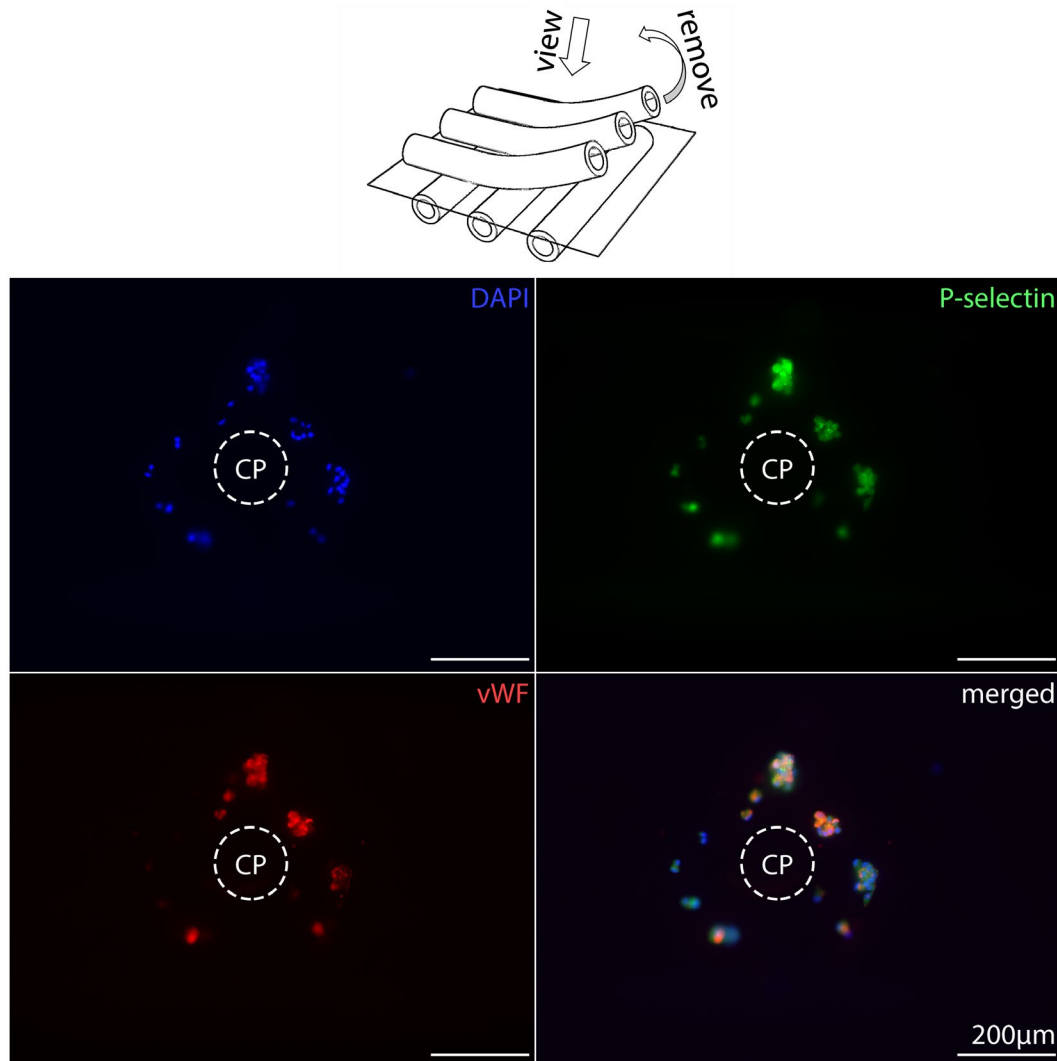 view
remove
DAPI
P-selectin
CP
CP
vWF
merged
CP
CP
200μm